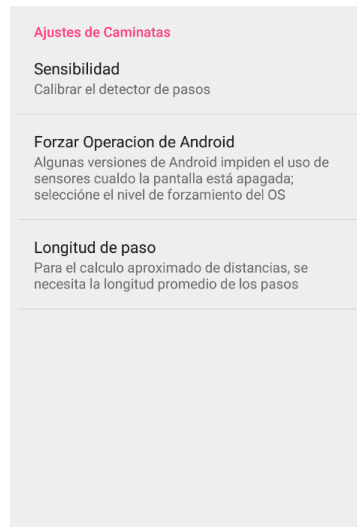 Ajustes de Caminatas
Sensibilidad
Calibrar el detector de pasos
Forzar Operacion de Android
Algunas versiones de Android impiden el uso de
sensores cualdo la pantalla está apagada;
selecciόne el nivel de forzamiento del OS
Longitud de paso
Para el calculo aproximado de distancias, se
necesita la longitud promedio de los pasos